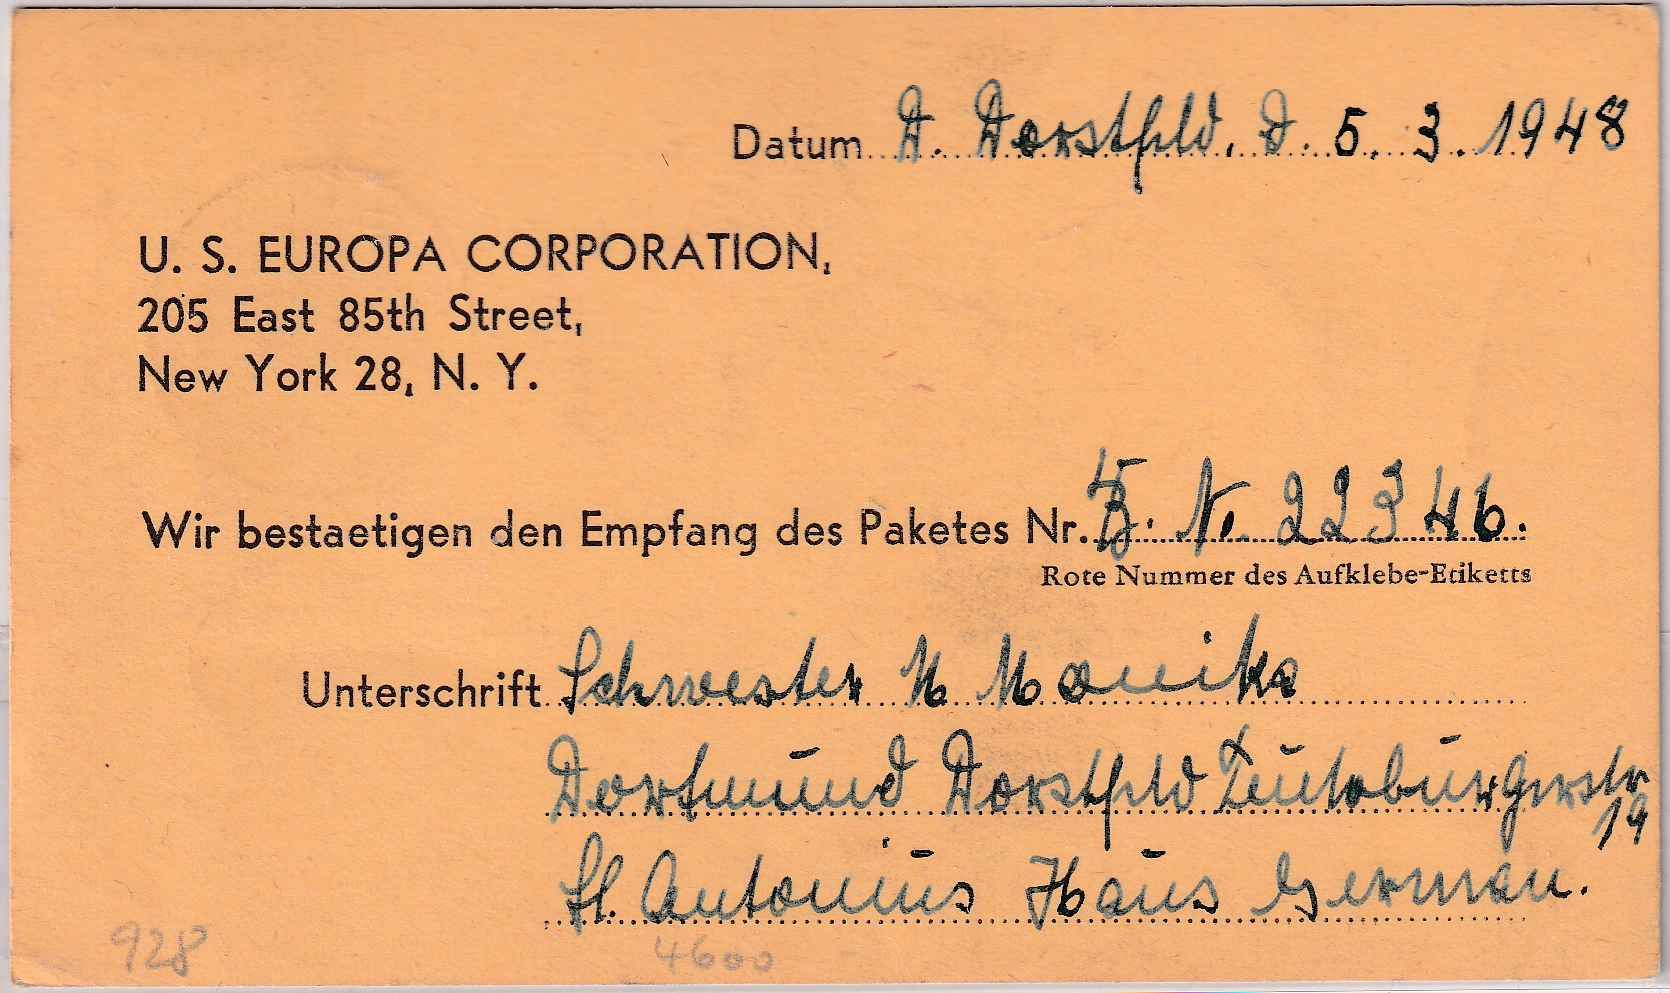 Datum D. Dorstfeld, d. 5. 3. 1948
U. S. EUROPA CORPORATION,
205 East 85th Street,
New York 28, N. Y.
Wir bestaetigen den Empfang des Paketes Nr. B. N. 22346.
Rote Nummer des Aufklebe-Etiketts
Unterschrift Schwester M Monika
Dortmund Dorstfeld Teutoburgerstr
19
St. Antonius Haus German.
928 4600